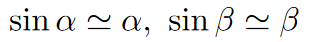 sin α ≃ α, sin β ≃ β